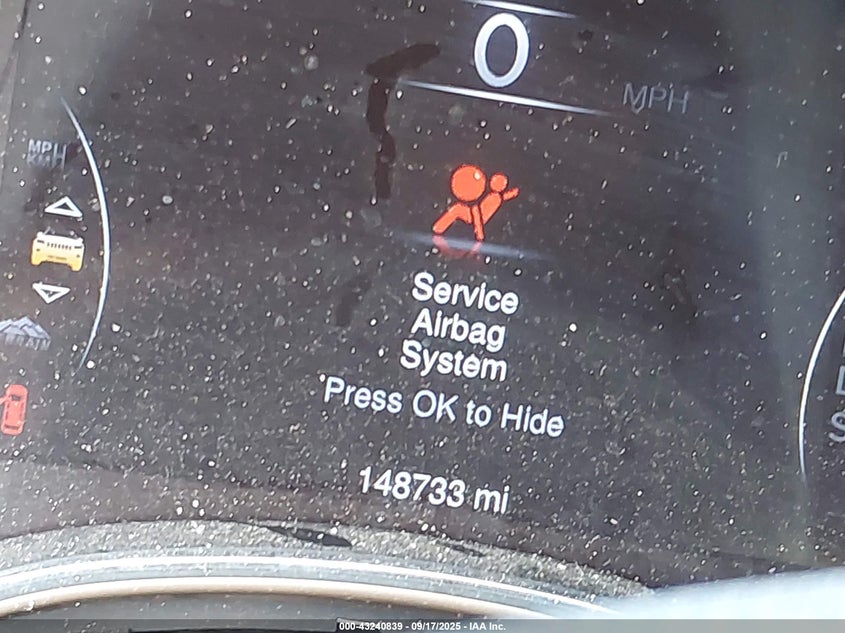 0
MPH
MPH
Service
Airbag
System
Press OK to Hide
148733 mi
000-43240839 - 09/17/2025 - IAA Inc.